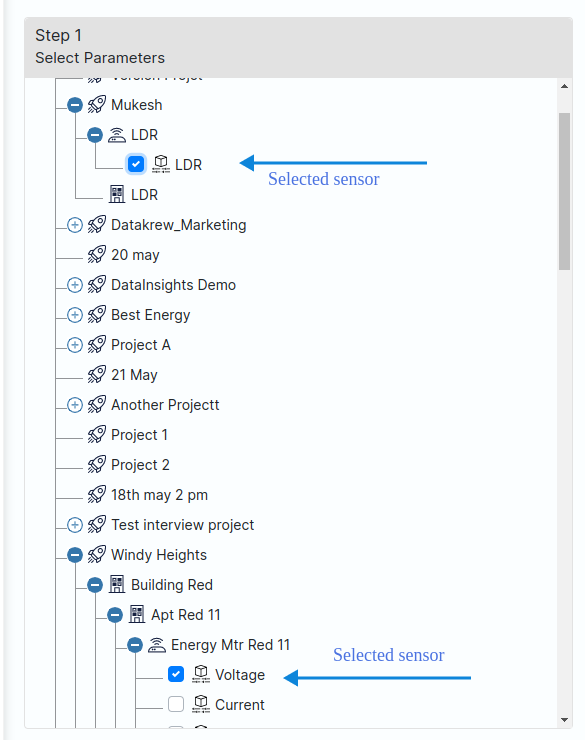 Step 1
Select Parameters
Version Projet
Mukesh
LDR
LDR
Selected sensor
LDR
Datakrew_Marketing
20 may
DataInsights Demo
Best Energy
Project A
21 May
Another Projectt
Project 1
Project 2
18th may 2 pm
Test interview project
Windy Heights
Building Red
Apt Red 11
Energy Mtr Red 11
Selected sensor
Voltage
Current